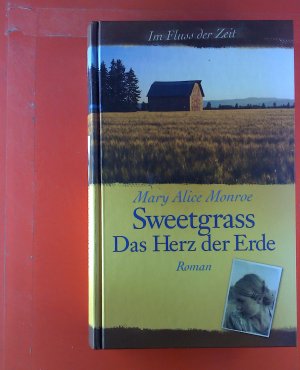 Im Fluss der Zeit
Mary Alice Monroe
Sweetgrass
Das Herz der Erde
Roman